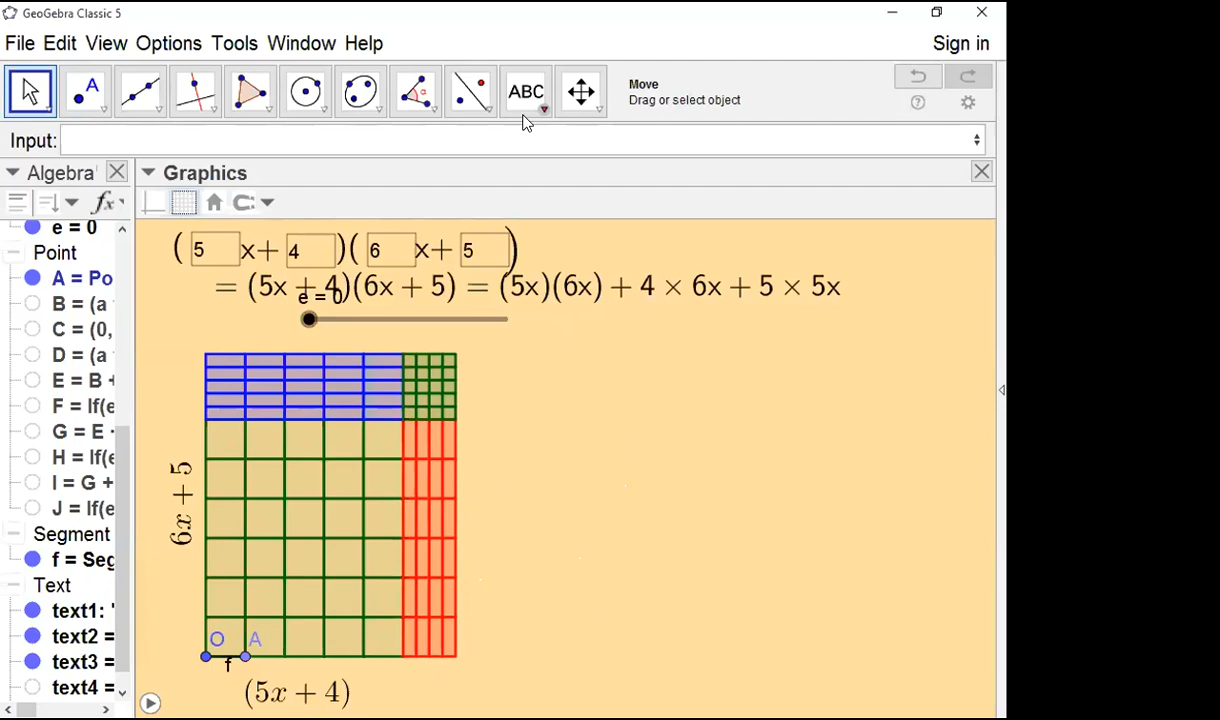 GeoGebra Classic 5
File Edit View Options Tools Window Help Sign in
A
α
ABC
Move
Drag or select object
Input:
Algebra
Graphics
fx
e = 0
Point
A = Po
B = (a
C = (0,
D = (a
E = B +
F = If(e
G = E
H = If(e
I = G +
J = If(e
Segment
f = Seg
Text
text1: '
text2 =
text3 =
text4 =
( 5 x+ 4 )( 6 x+ 5 )
= (5x + 4)(6x + 5) = (5x)(6x) + 4 × 6x + 5 × 5x
e = 0
6x + 5
O A
f
(5x + 4)